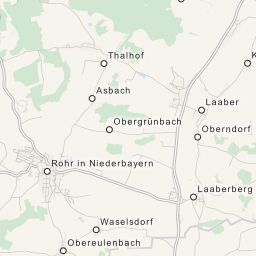 Thalhof
K
Asbach
Laaber
Obergrünbach
Oberndorf
Rohr in Niederbayern
Laaberberg
Waselsdorf
Obereulenbach